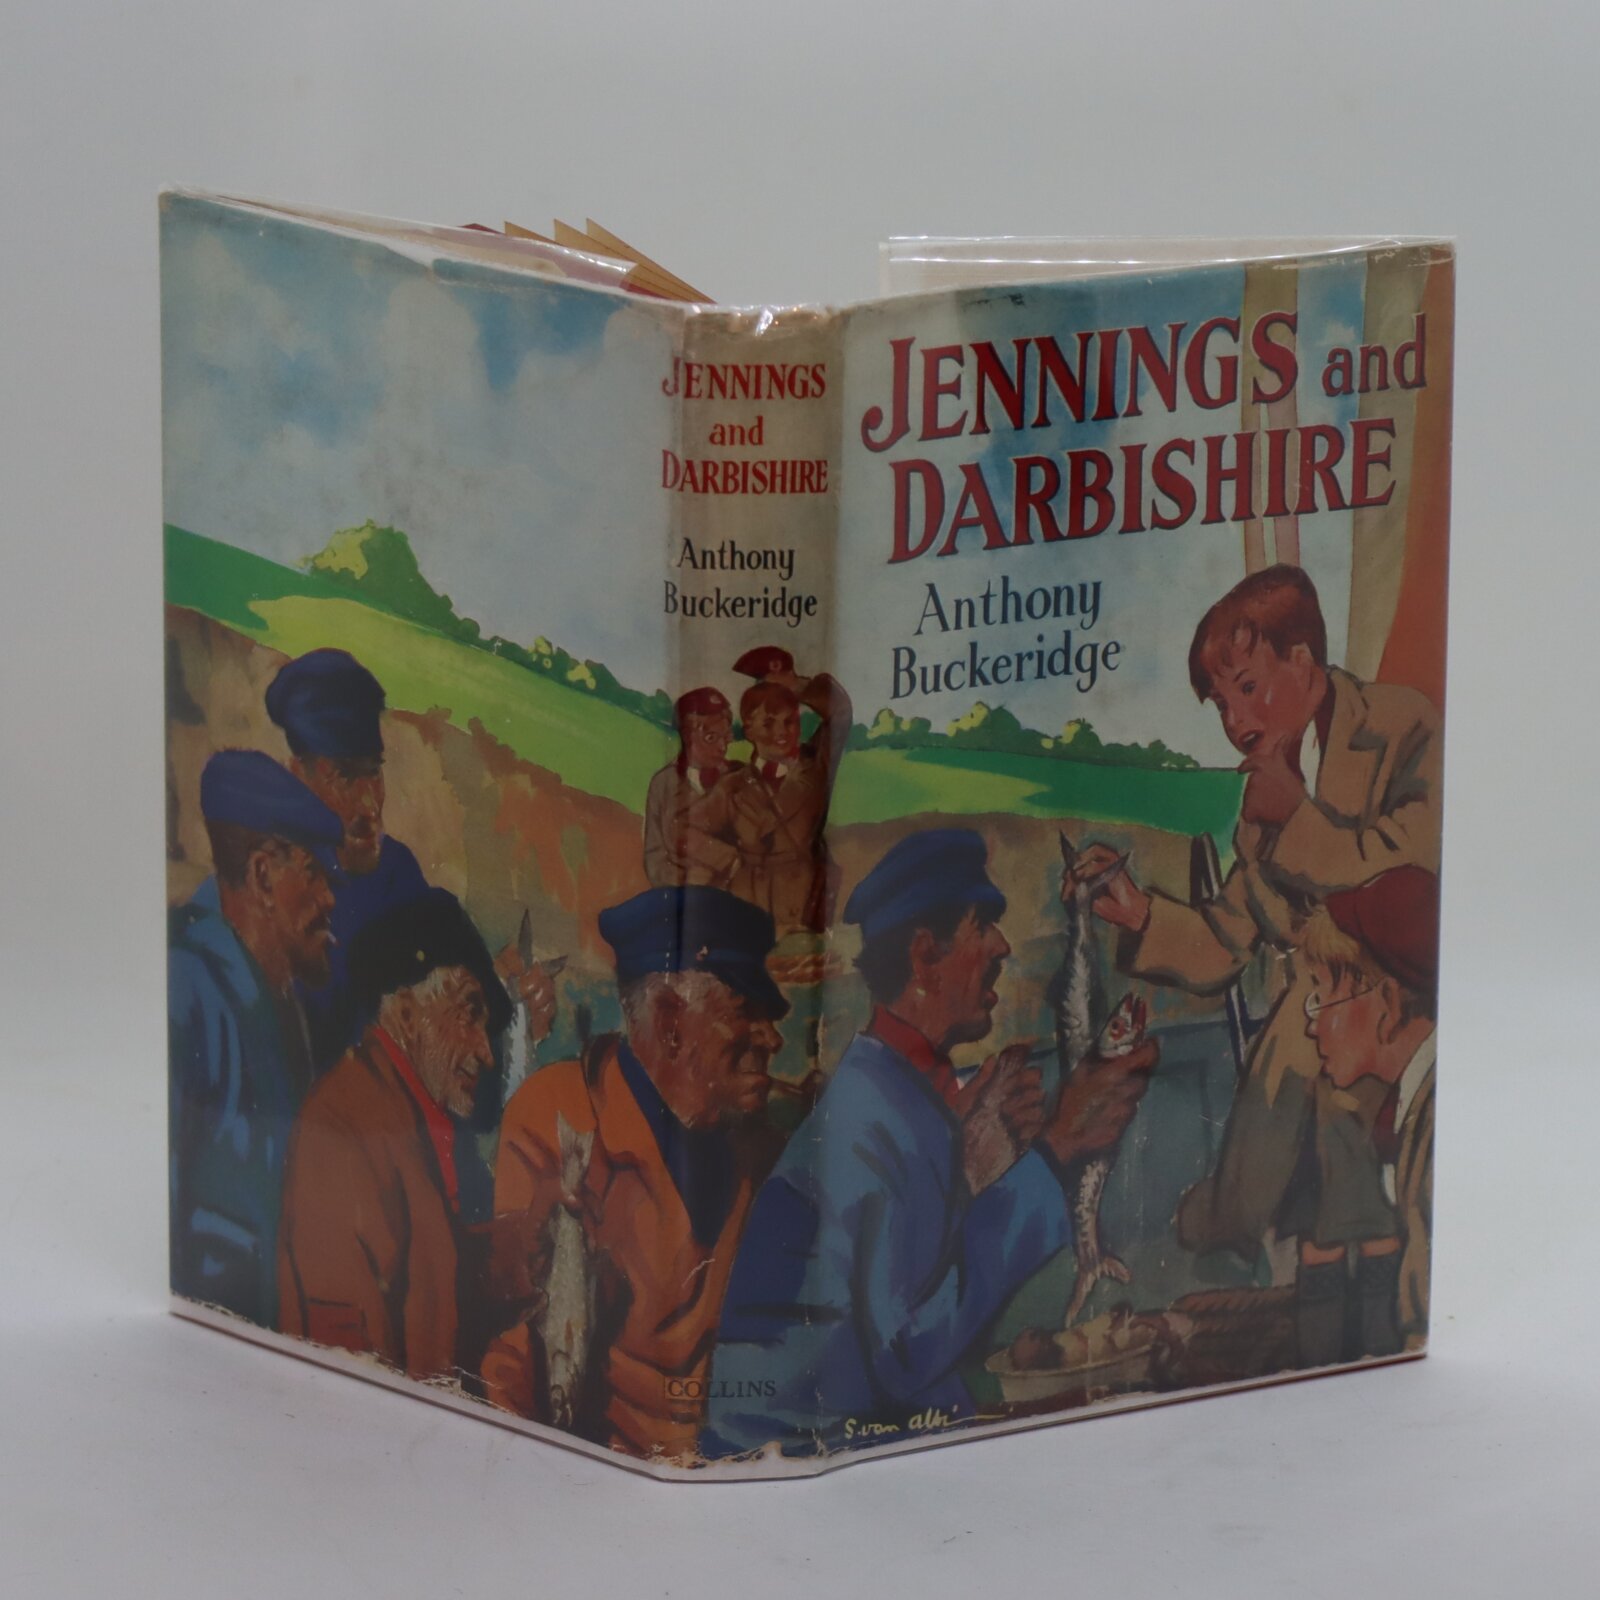 JENNINGS
and
DARBISHIRE
Anthony
Buckeridge
COLLINS
JENNINGS and
DARBISHIRE
Anthony
Buckeridge
S. van Abbé